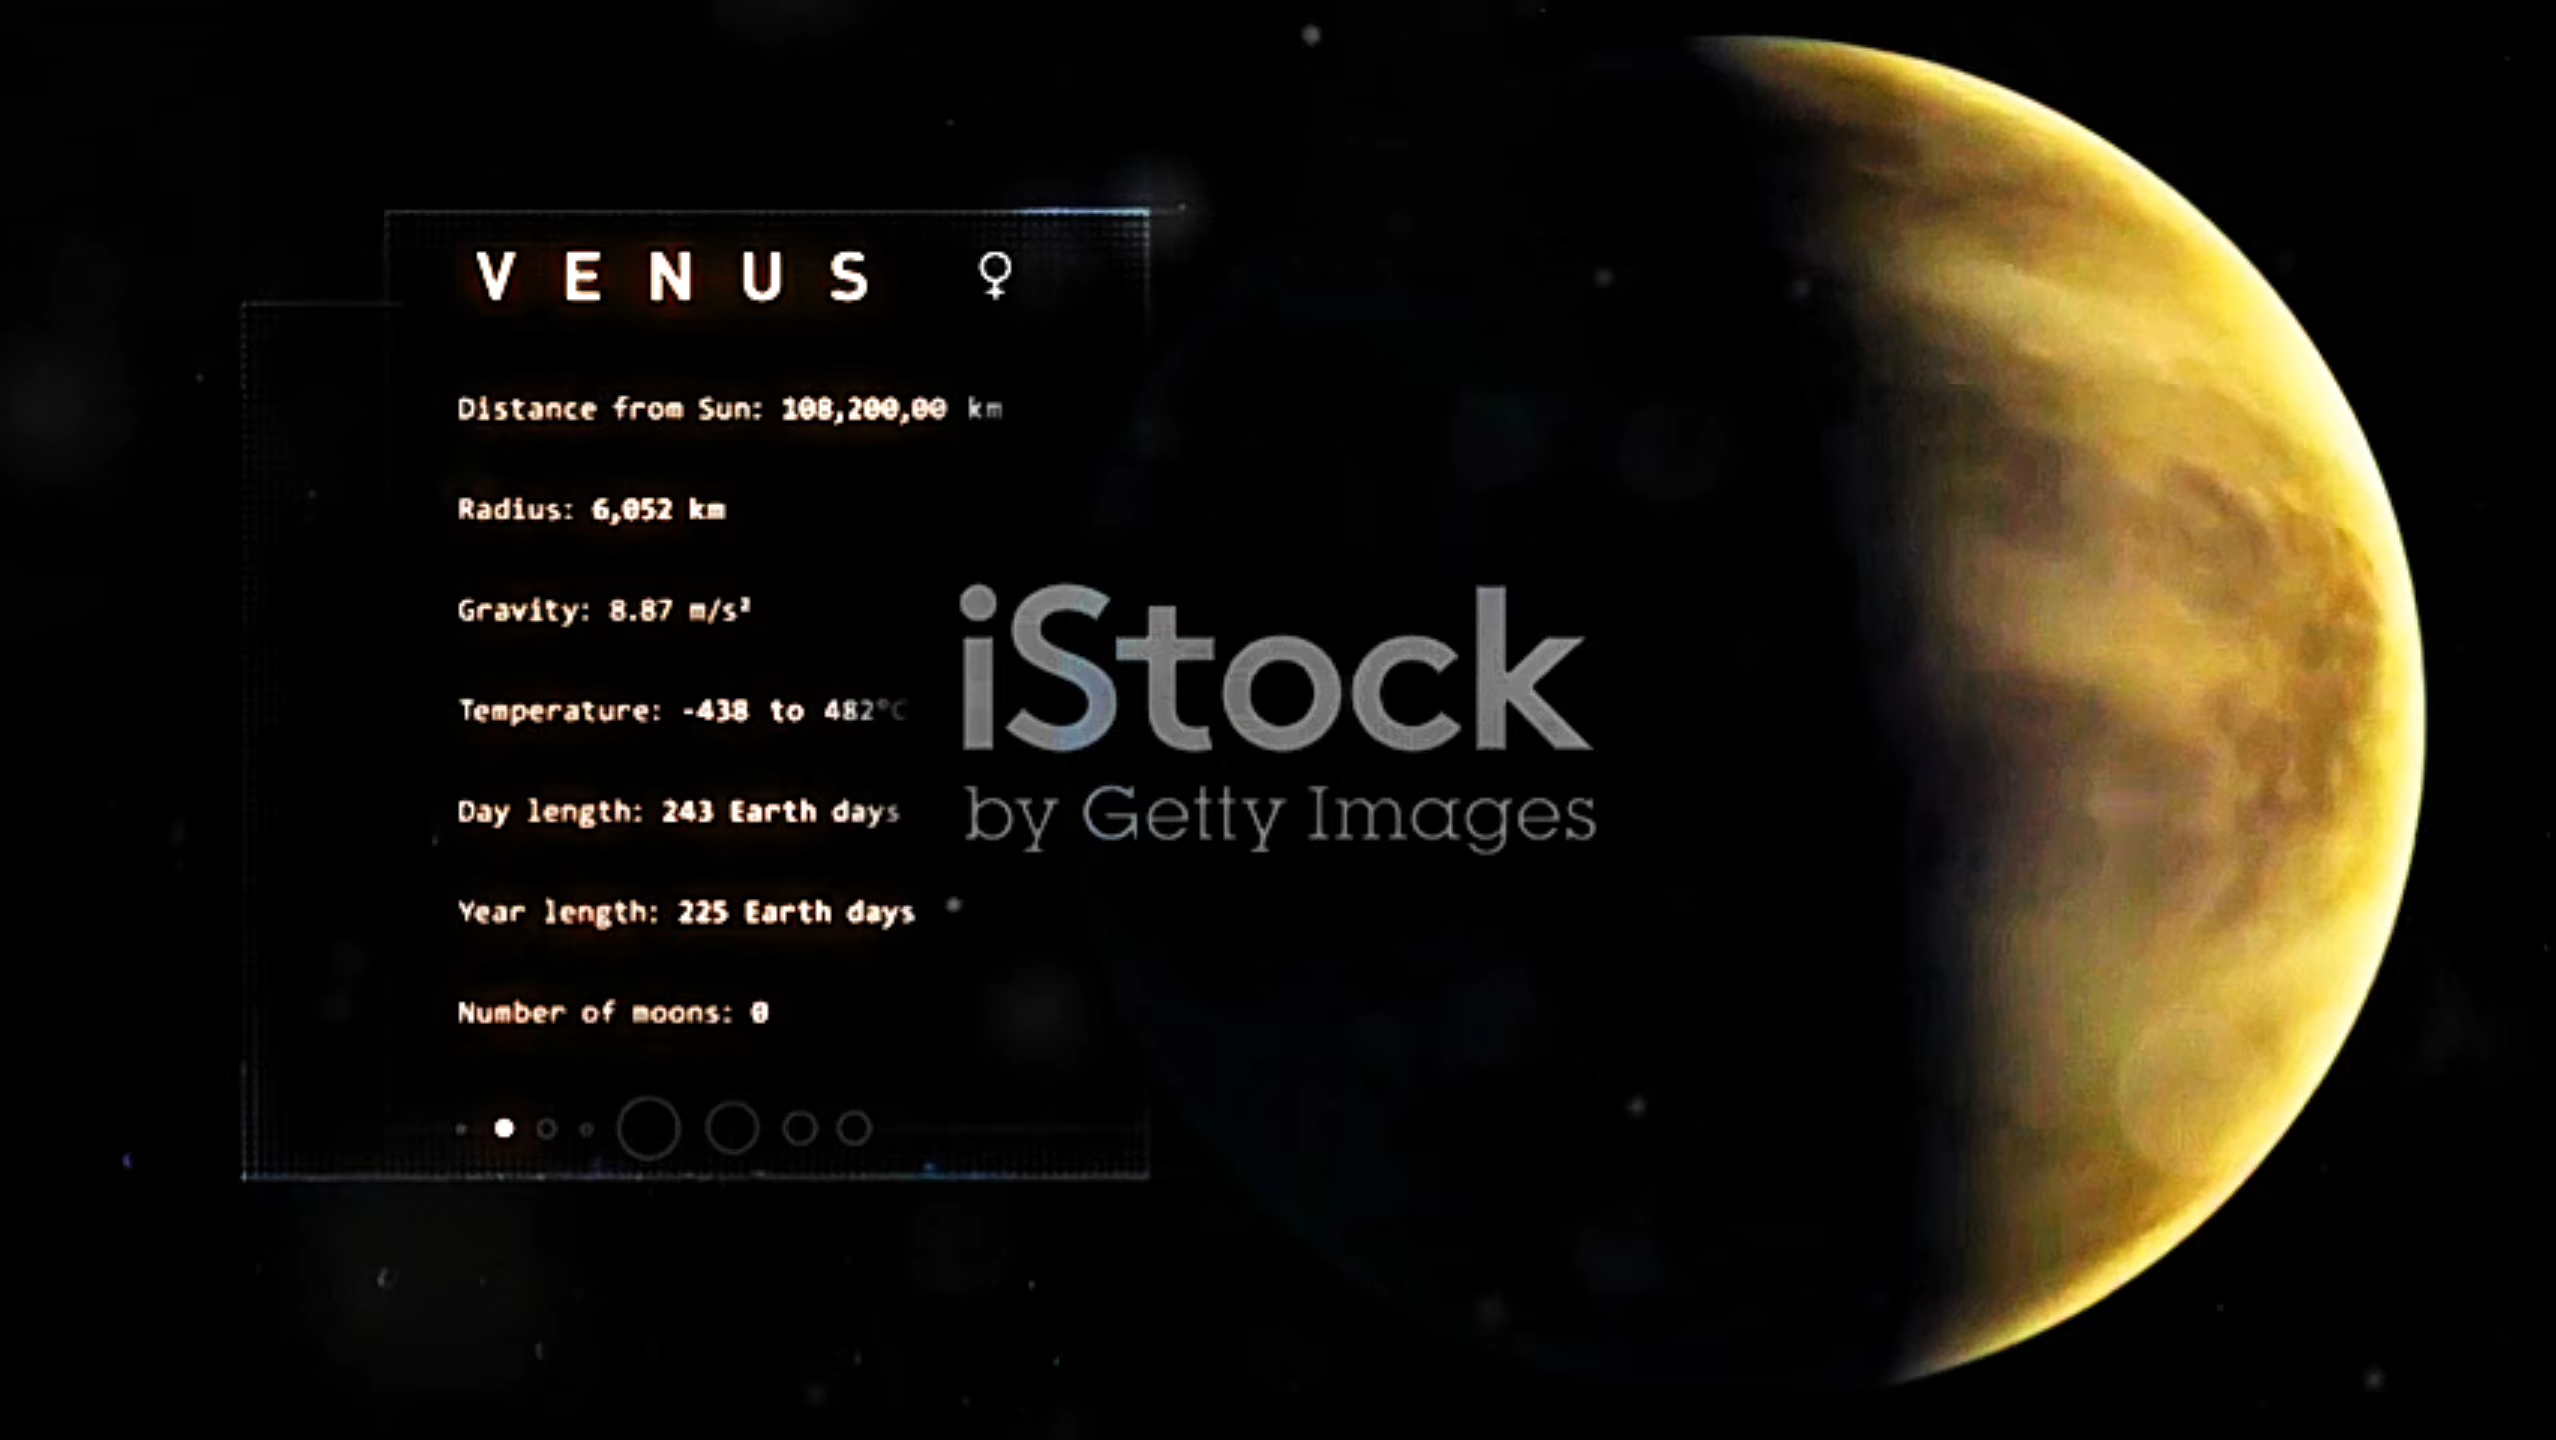 VENUS ♀
Distance from Sun: 108,200,00 km
Radius: 6,052 km
Gravity: 8.87 m/s²
Temperature: -438 to 482°C
Day length: 243 Earth days
Year length: 225 Earth days
Number of moons: 0
iStock
by Getty Images